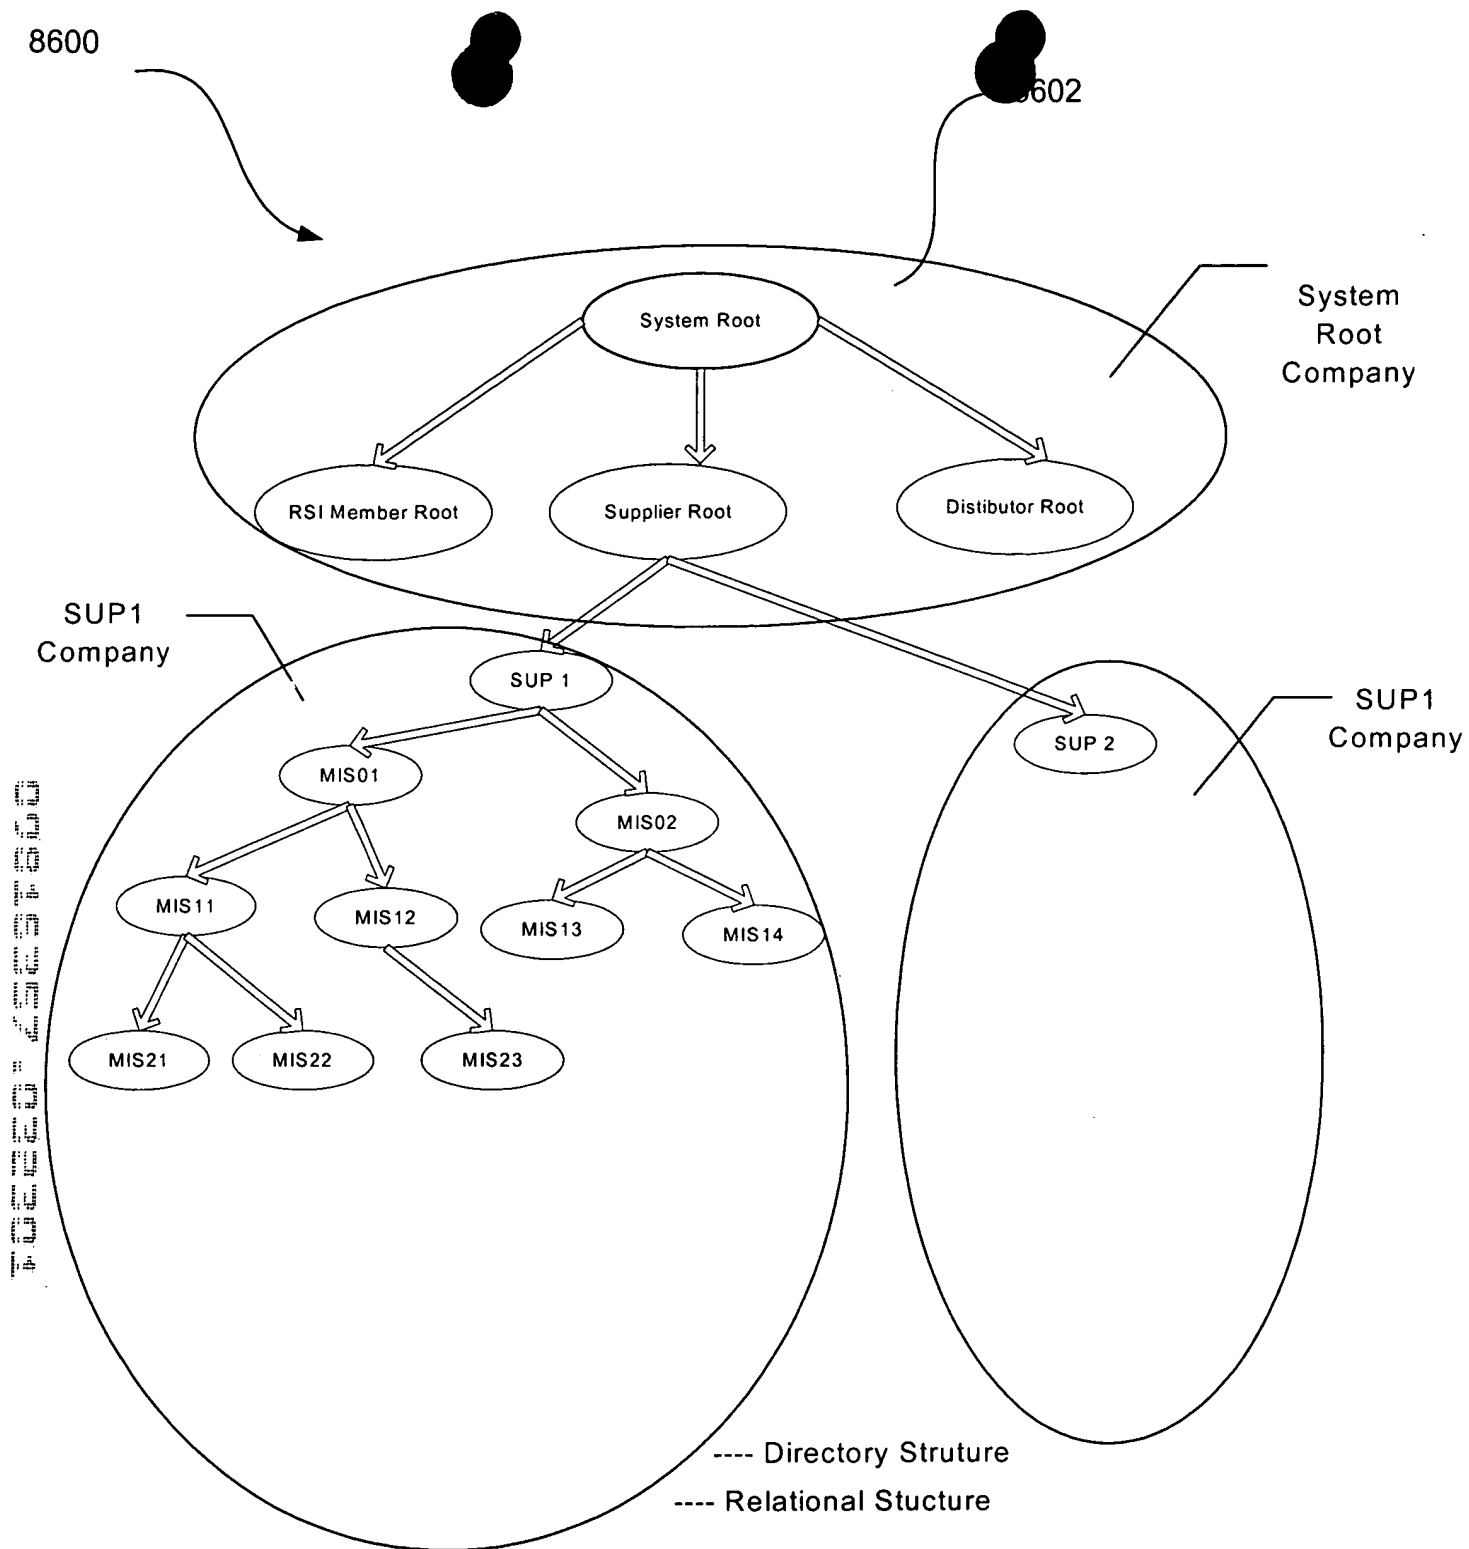 8600
8602
System Root
System
Root
Company
RSI Member Root
Supplier Root
Distibutor Root
SUP1
Company
SUP 1
SUP1
Company
SUP 2
MIS01
MIS02
MIS11
MIS12
MIS13
MIS14
MIS21
MIS22
MIS23
---- Directory Struture
---- Relational Stucture